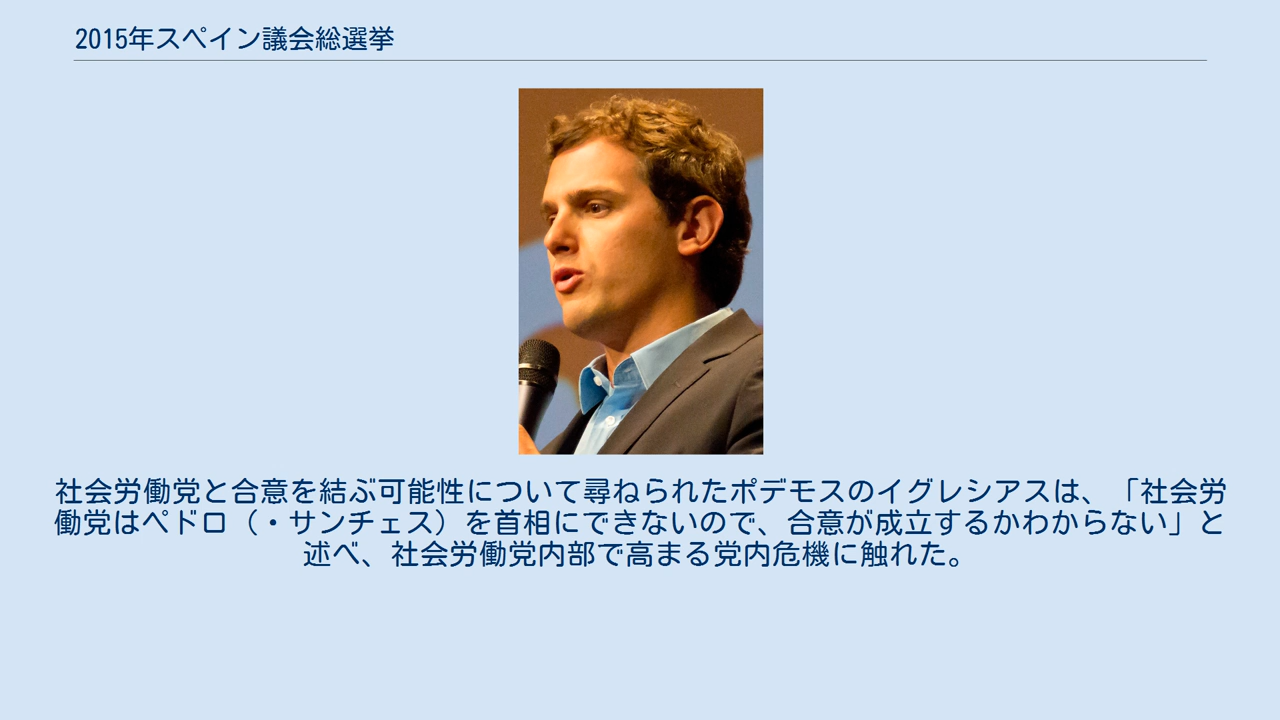 2015年スペイン議会総選挙
社会労働党と合意を結ぶ可能性について尋ねられたポデモスのイグレシアスは、「社会労
働党はペドロ（・サンチェス）を首相にできないので、合意が成立するかわからない」と
述べ、社会労働党内部で高まる党内危機に触れた。